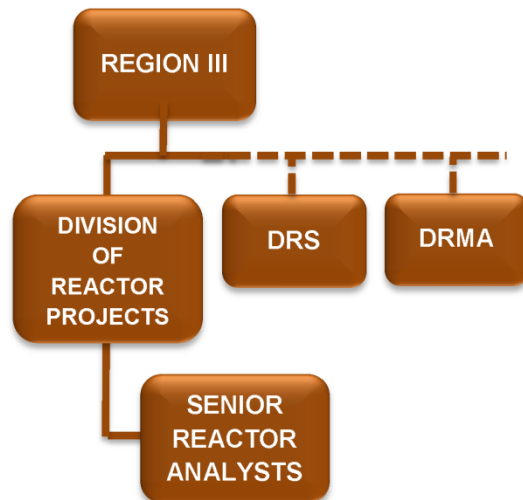 REGION III
DIVISION
OF
REACTOR
PROJECTS
DRS
DRMA
SENIOR
REACTOR
ANALYSTS